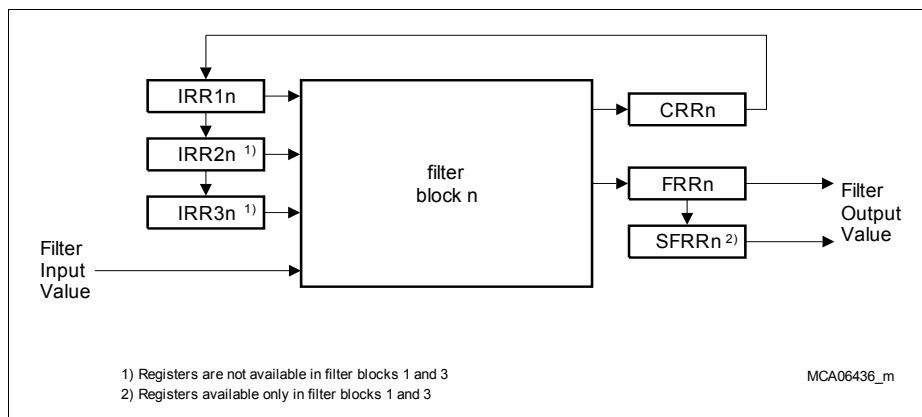 IRR1n
IRR2n 1)
IRR3n 1)
Filter
Input
Value
filter
block n
CRRn
FRRn
SFRRn 2)
Filter
Output
Value
1) Registers are not available in filter blocks 1 and 3
2) Registers available only in filter blocks 1 and 3
MCA06436_m